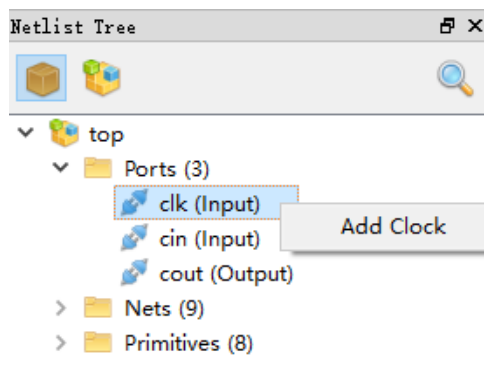 Netlist Tree
top
Ports (3)
clk (Input)
Add Clock
cin (Input)
cout (Output)
Nets (9)
Primitives (8)